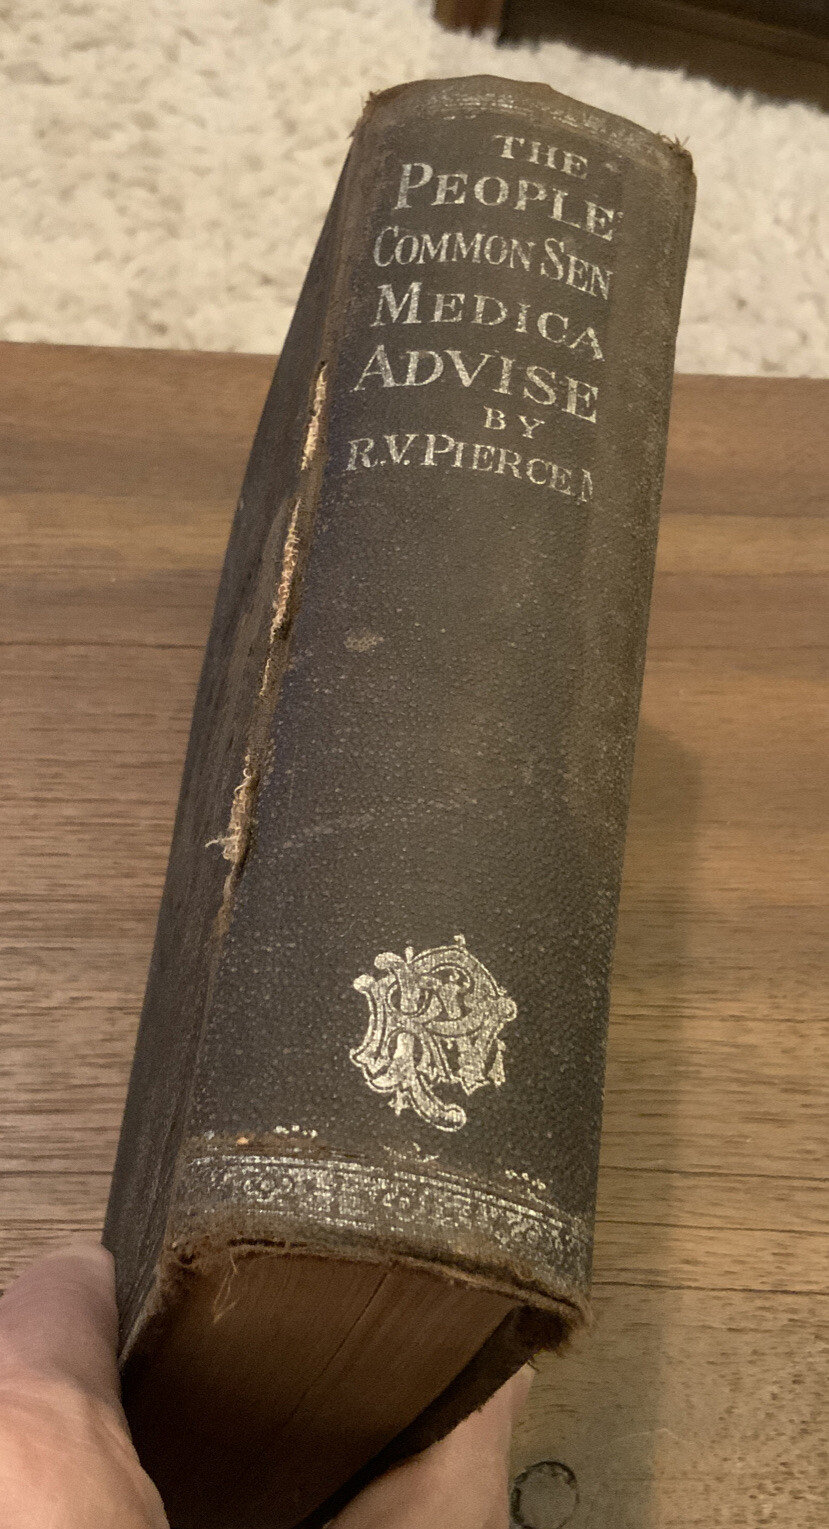 THE
PEOPLE'
COMMON SEN
MEDICA
ADVISE
BY
R.V. PIERCE.